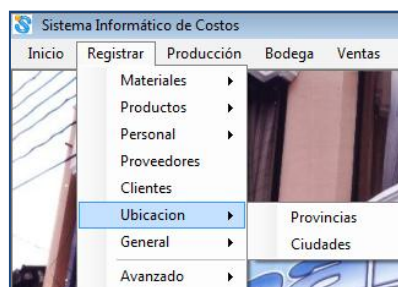 Sistema Informático de Costos
Inicio Registrar Producción Bodega Ventas
Materiales
Productos
Personal
Proveedores
Clientes
Ubicacion Provincias
General Ciudades
Avanzado